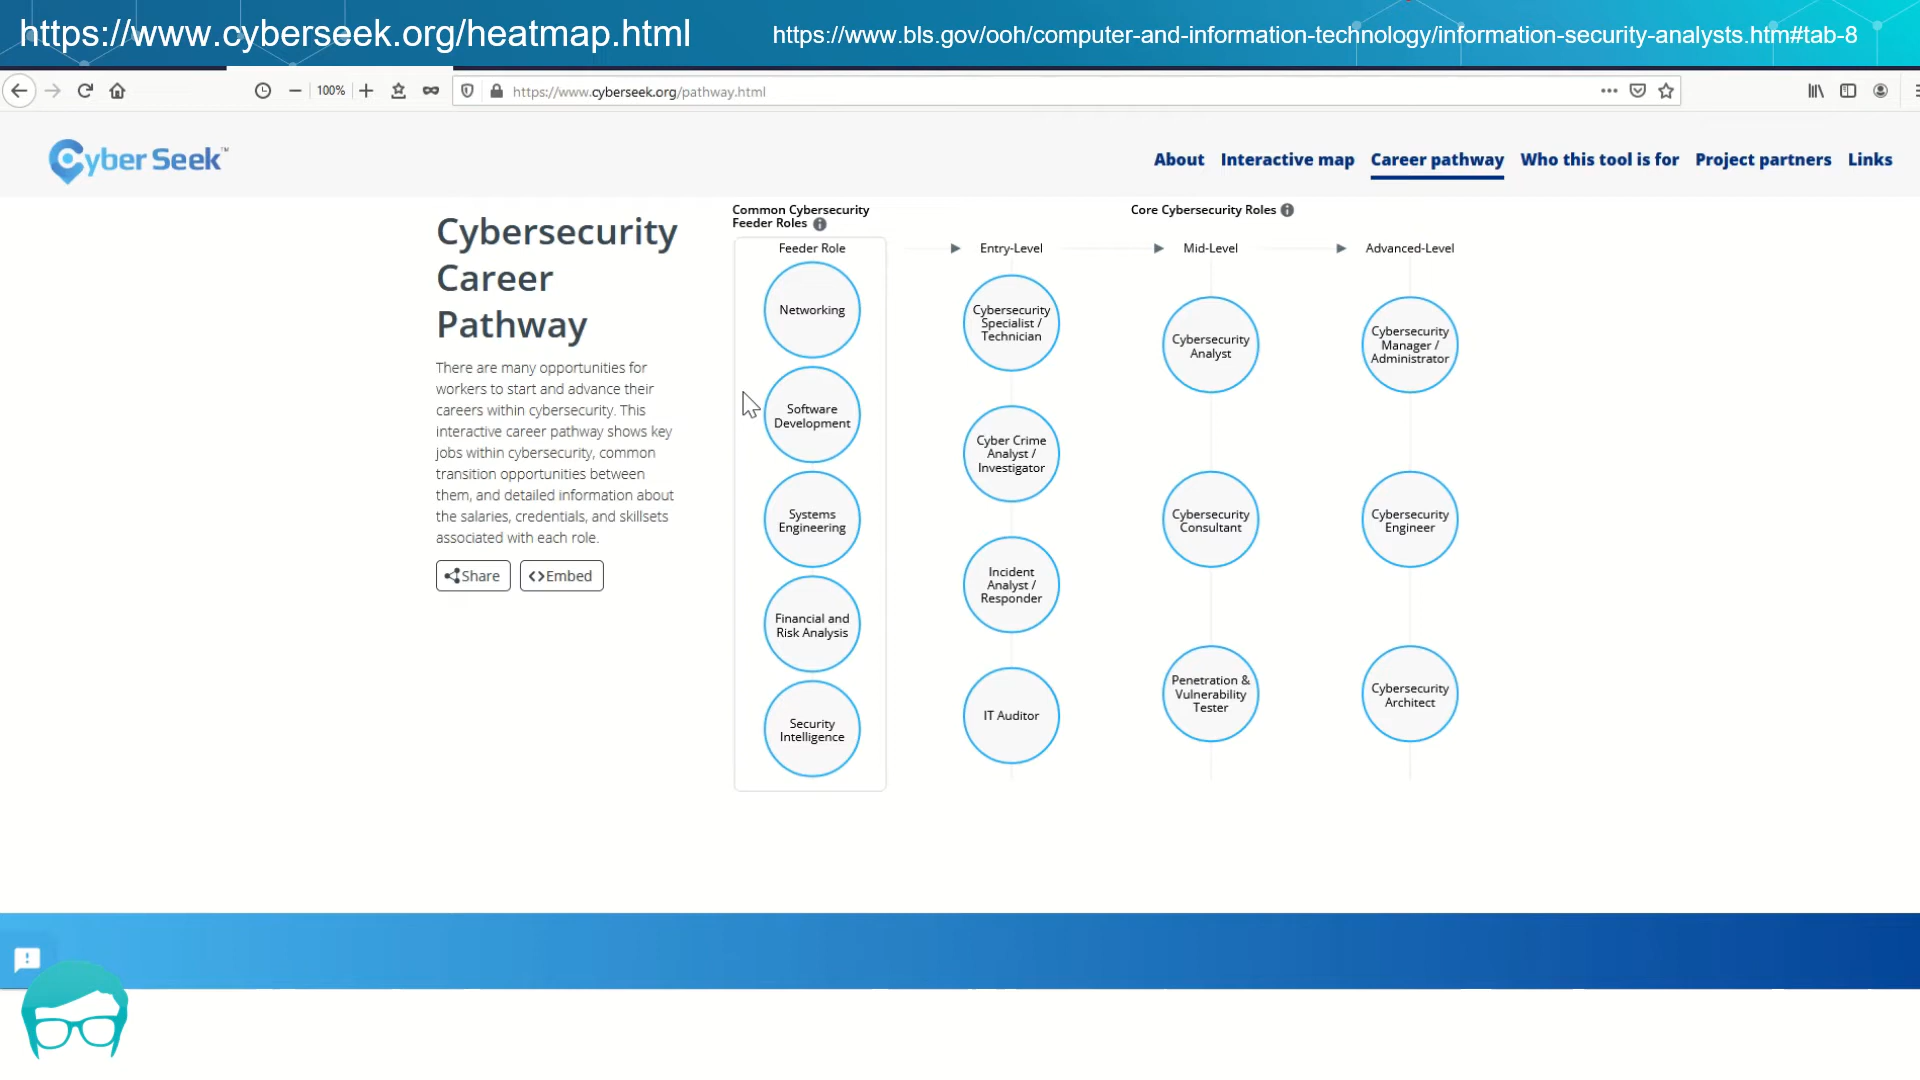 https://www.cyberseek.org/heatmap.html
https://www.bls.gov/ooh/computer-and-information-technology/information-security-analysts.htm#tab-8
100%
https://www.cyberseek.org/pathway.html
Cyber Seek™
About Interactive map Career pathway Who this tool is for Project partners Links
Cybersecurity
Career
Pathway
There are many opportunities for
workers to start and advance their
careers within cybersecurity. This
interactive career pathway shows key
jobs within cybersecurity, common
transition opportunities between
them, and detailed information about
the salaries, credentials, and skillsets
associated with each role.
Share
Embed
Common Cybersecurity
Feeder Roles
Feeder Role
Networking
Software
Development
Systems
Engineering
Financial and
Risk Analysis
Security
Intelligence
Core Cybersecurity Roles
Entry-Level
Cybersecurity
Specialist /
Technician
Cyber Crime
Analyst /
Investigator
Incident
Analyst /
Responder
IT Auditor
Mid-Level
Cybersecurity
Analyst
Cybersecurity
Consultant
Penetration &
Vulnerability
Tester
Advanced-Level
Cybersecurity
Manager /
Administrator
Cybersecurity
Engineer
Cybersecurity
Architect